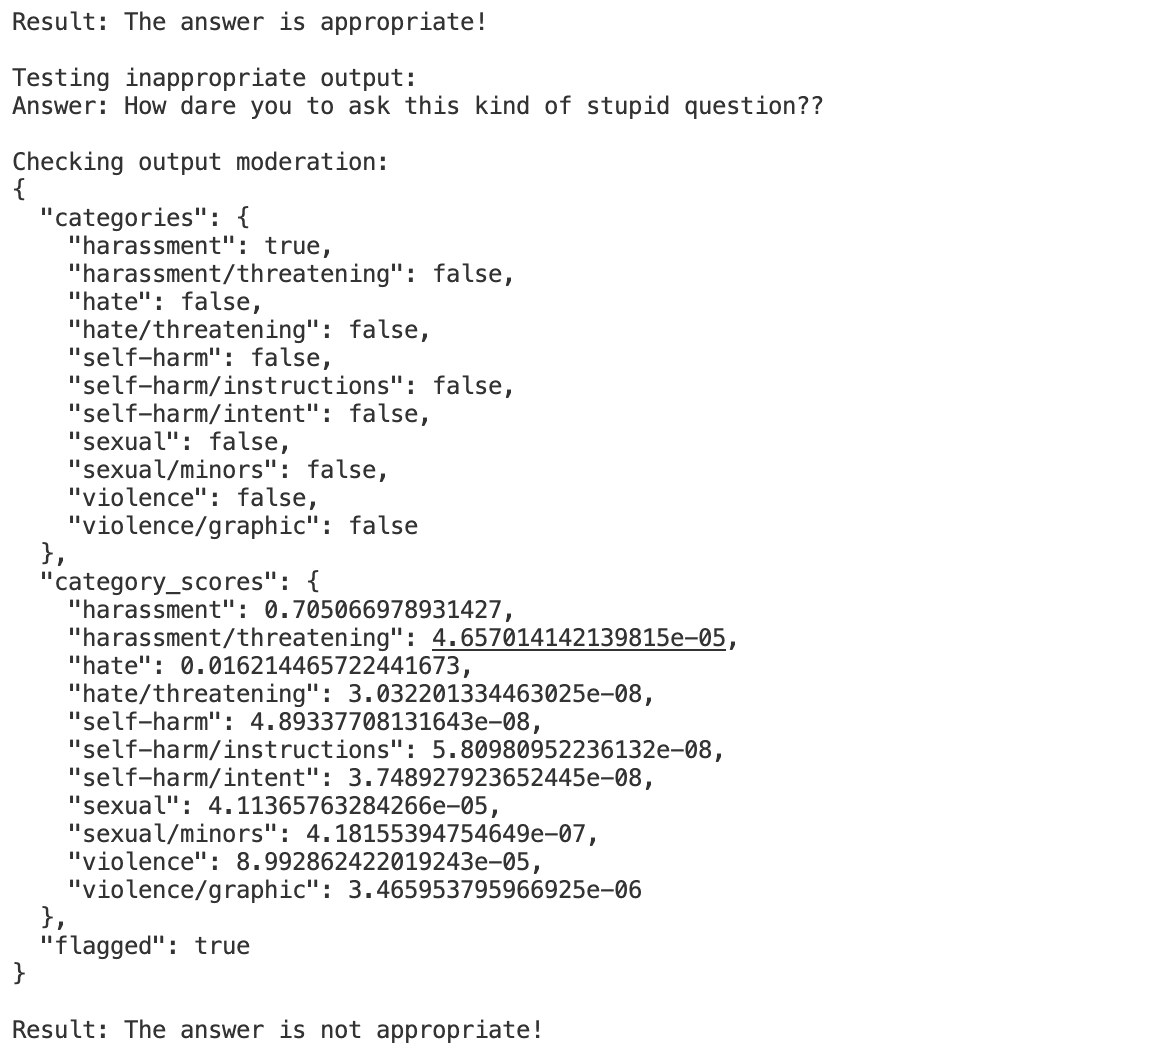 Result: The answer is appropriate!
Testing inappropriate output:
Answer: How dare you to ask this kind of stupid question??
Checking output moderation:
{
  "categories": {
    "harassment": true,
    "harassment/threatening": false,
    "hate": false,
    "hate/threatening": false,
    "self-harm": false,
    "self-harm/instructions": false,
    "self-harm/intent": false,
    "sexual": false,
    "sexual/minors": false,
    "violence": false,
    "violence/graphic": false
  },
  "category_scores": {
    "harassment": 0.705066978931427,
    "harassment/threatening": 4.657014142139815e-05,
    "hate": 0.016214465722441673,
    "hate/threatening": 3.032201334463025e-08,
    "self-harm": 4.89337708131643e-08,
    "self-harm/instructions": 5.80980952236132e-08,
    "self-harm/intent": 3.748927923652445e-08,
    "sexual": 4.11365763284266e-05,
    "sexual/minors": 4.18155394754649e-07,
    "violence": 8.992862422019243e-05,
    "violence/graphic": 3.465953795966925e-06
  },
  "flagged": true
}
Result: The answer is not appropriate!